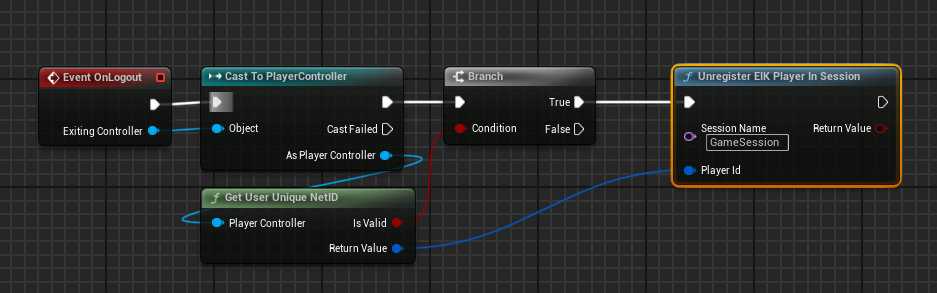 Event OnLogout
Exiting Controller
Cast To PlayerController
Object
Cast Failed
As Player Controller
Branch
Condition
True
False
f Unregister EIK Player In Session
Session Name
GameSession
Player Id
Return Value
f Get User Unique NetID
Player Controller
Is Valid
Return Value